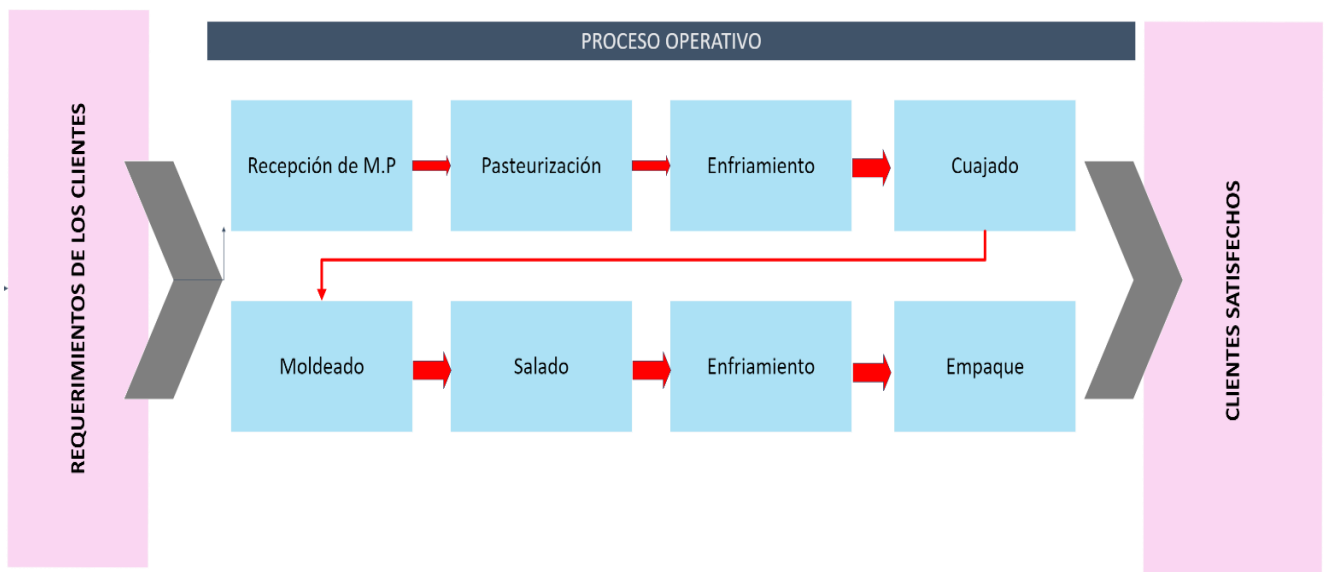 PROCESO OPERATIVO
REQUERIMIENTOS DE LOS CLIENTES
Recepción de M.P
Pasteurización
Enfriamiento
Cuajado
Moldeado
Salado
Enfriamiento
Empaque
CLIENTES SATISFECHOS